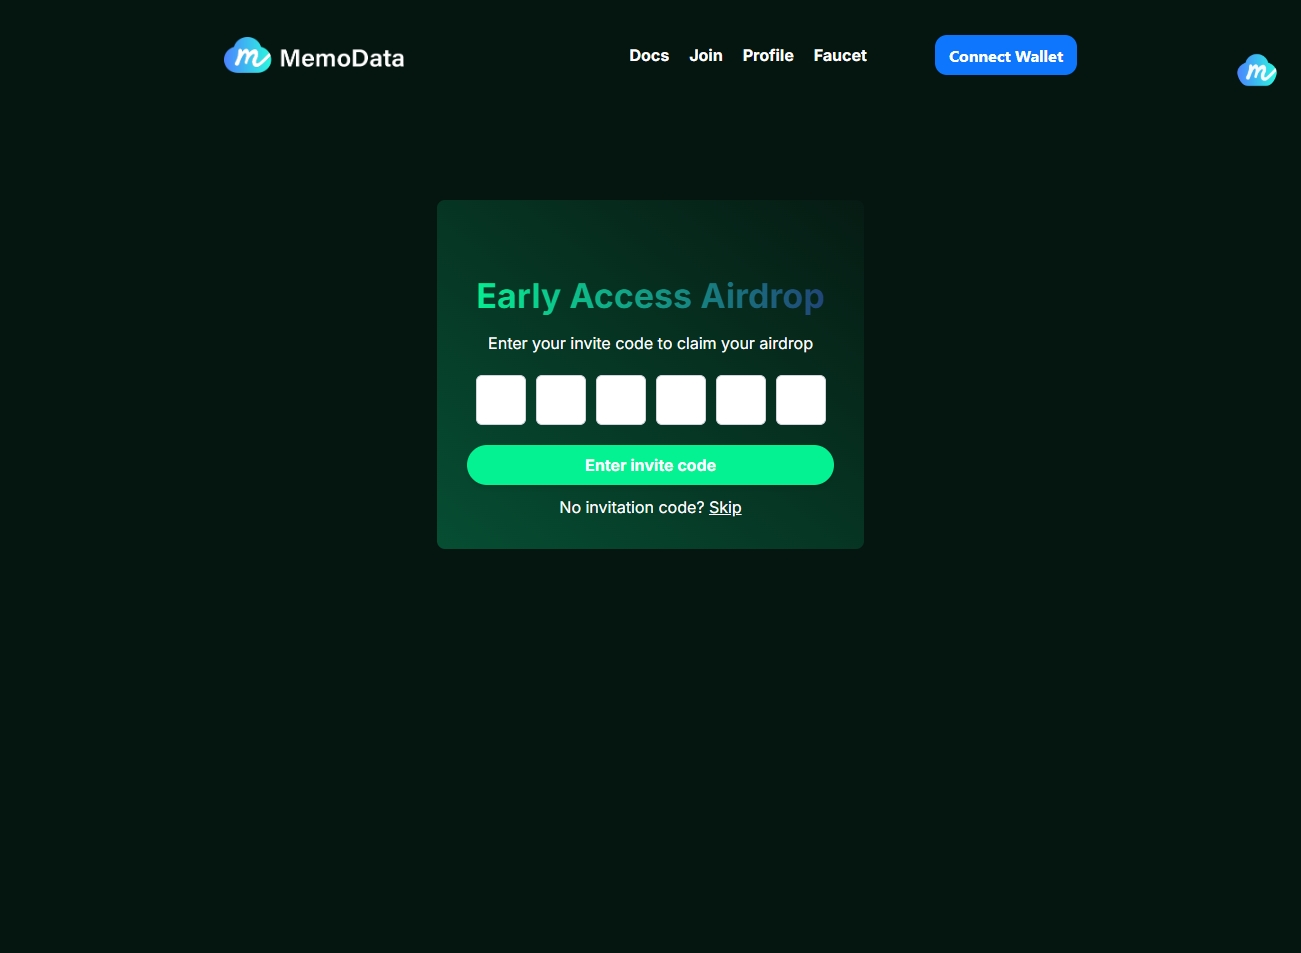 MemoData
Docs Join Profile Faucet
Connect Wallet
Early Access Airdrop
Enter your invite code to claim your airdrop
Enter invite code
No invitation code? Skip